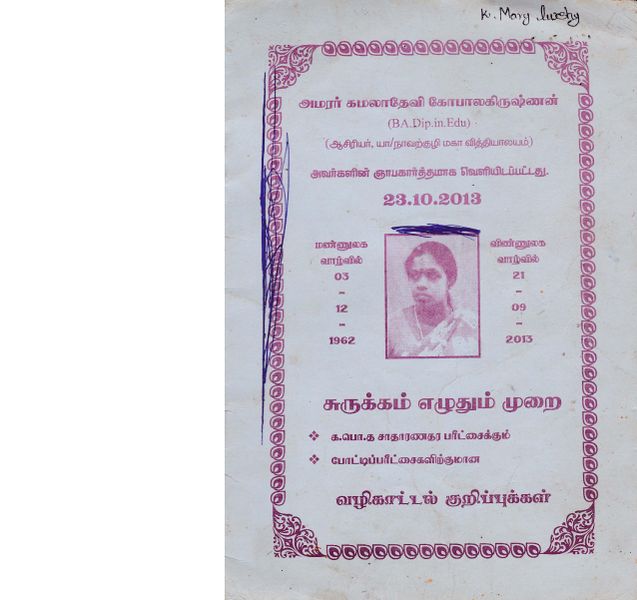 K. Mary luxshy
அமரர் கமலாதேவி கோபாலகிருஷ்ணன்
(BA.Dip.in.Edu)
(ஆசிரியர், யா/நாவற்குழி மகா வித்தியாலயம்)
அவர்களின் ஞாபகார்த்தமாக வெளியிடப்பட்டது.
23.10.2013
மண்ணுலக
வாழ்வில்
03
-
12
-
1962
விண்ணுலக
வாழ்வில்
21
-
09
-
2013
சுருக்கம் எழுதும் முறை
❖ க.பொ.த சாதாரணதர பரீட்சைக்கும்
❖ போட்டிப்பரீட்சைகளிற்குமான
வழிகாட்டல் குறிப்புக்கள்